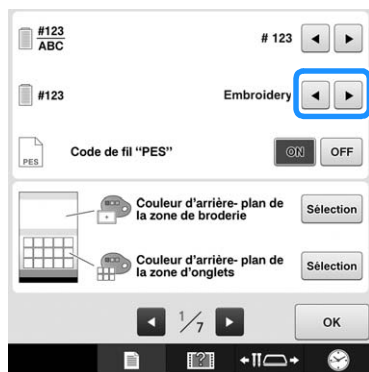 #123
ABC
# 123
#123
Embroidery
PES
Code de fil “PES”
ON
OFF
Couleur d’arrière- plan de
la zone de broderie
Sélection
Couleur d’arrière- plan de
la zone d’onglets
Sélection
1/7
OK